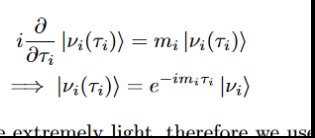 i ∂/∂τᵢ |νᵢ(τᵢ)⟩ = mᵢ |νᵢ(τᵢ)⟩
⟹ |νᵢ(τᵢ)⟩ = e^{−imᵢτᵢ} |νᵢ⟩
extremely light, therefore we use